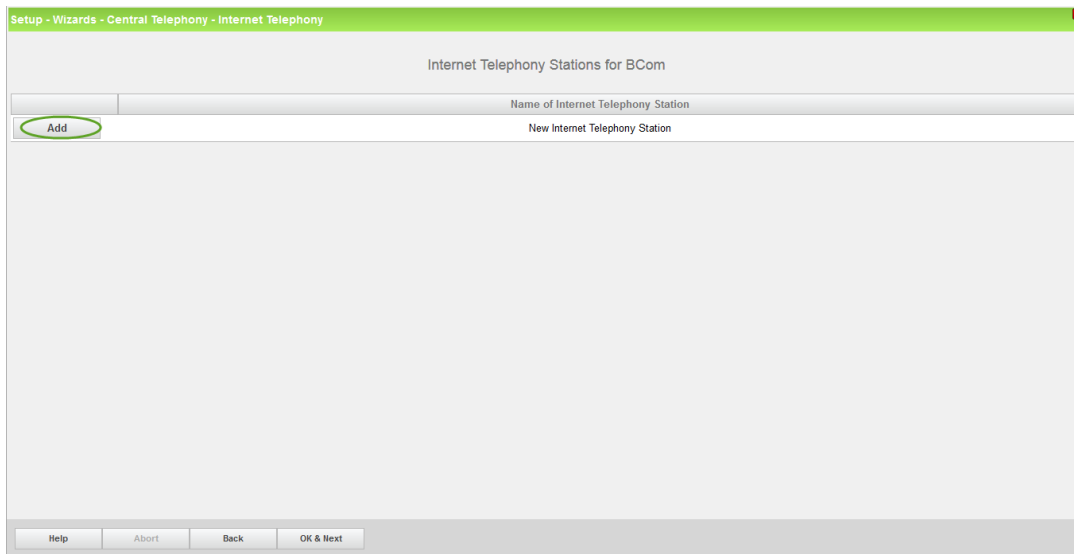 Setup - Wizards - Central Telephony - Internet Telephony
Internet Telephony Stations for BCom
Name of Internet Telephony Station
Add New Internet Telephony Station
Help Abort Back OK & Next